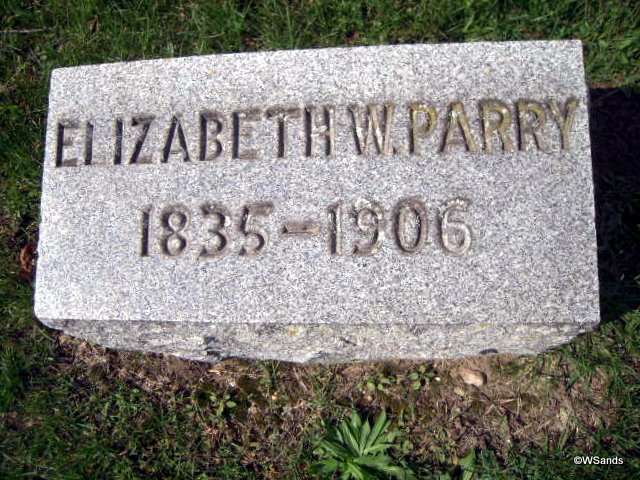 ELIZABETH W. PARRY
1835-1906
©WSands